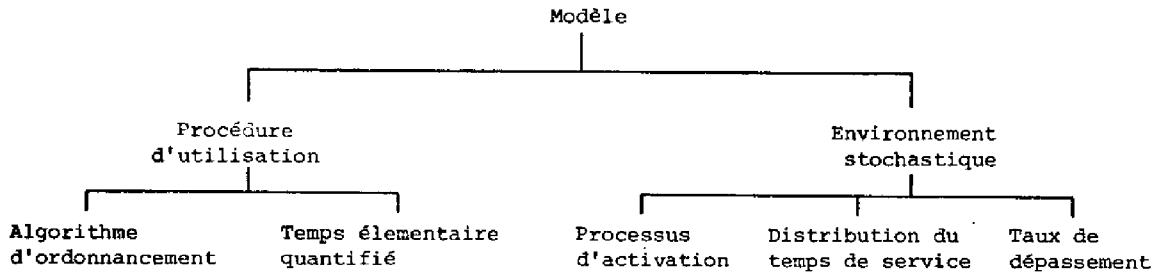 Modèle
Procédure
d'utilisation
Environnement
stochastique
Algorithme
d'ordonnancement
Temps élementaire
quantifié
Processus
d'activation
Distribution du
temps de service
Taux de
dépassement